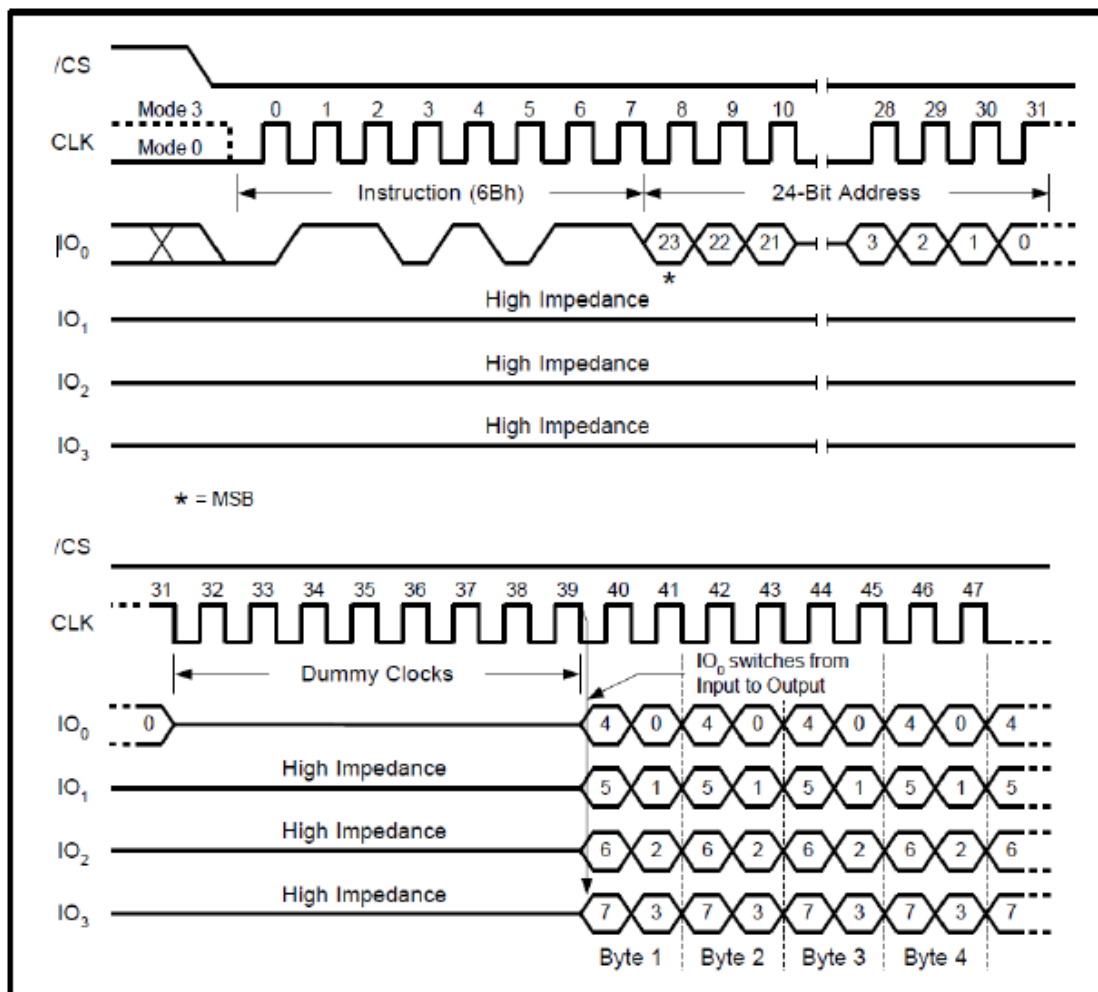 /CS
Mode 3 0 1 2 3 4 5 6 7 8 9 10 28 29 30 31
CLK
Mode 0
Instruction (6Bh) 24-Bit Address
IO0 23 22 21 3 2 1 0
*
High Impedance
IO1
High Impedance
IO2
High Impedance
IO3
* = MSB
/CS
31 32 33 34 35 36 37 38 39 40 41 42 43 44 45 46 47
CLK
Dummy Clocks
IO0 switches from
Input to Output
IO0 0 4 0 4 0 4 0 4 0 4
High Impedance
IO1 5 1 5 1 5 1 5 1 5
High Impedance
IO2 6 2 6 2 6 2 6 2 6
High Impedance
IO3 7 3 7 3 7 3 7 3 7
Byte 1 Byte 2 Byte 3 Byte 4